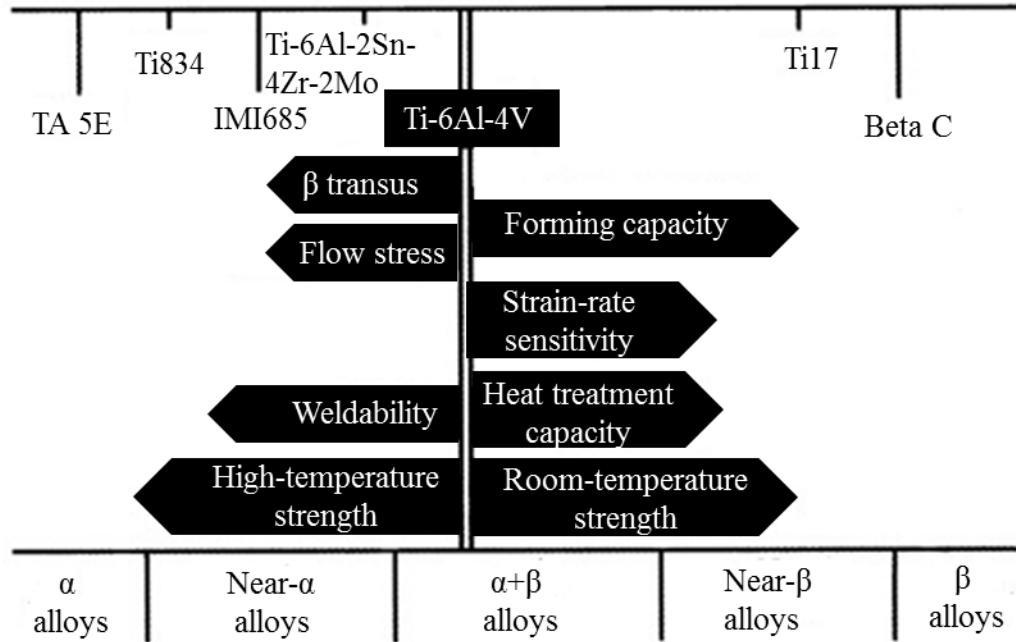 TA 5E
Ti834
IMI685
Ti-6Al-2Sn-
4Zr-2Mo
Ti-6Al-4V
Ti17
Beta C
β transus
Forming capacity
Flow stress
Strain-rate
sensitivity
Weldability
Heat treatment
capacity
High-temperature
strength
Room-temperature
strength
α
alloys
Near-α
alloys
α+β
alloys
Near-β
alloys
β
alloys